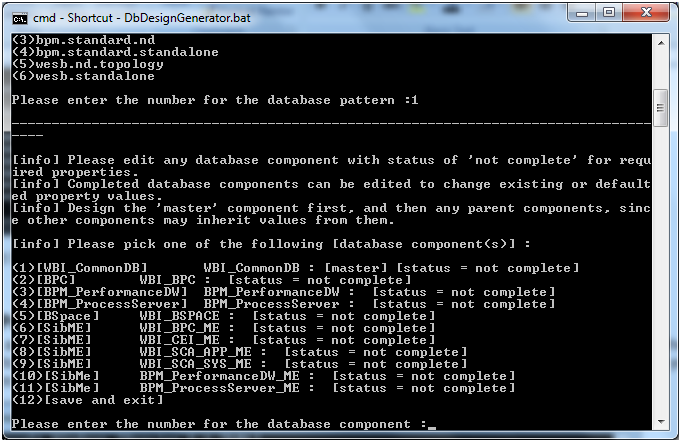 cmd - Shortcut - DbDesignGenerator.bat
(3)bpm.standard.nd
(4)bpm.standard.standalone
(5)wesb.nd.topology
(6)wesb.standalone
Please enter the number for the database pattern :1
--------------------------------------------------------------------------------
----
[info] Please edit any database component with status of 'not complete' for requ
ired properties.
[info] Completed database components can be edited to change existing or default
ed property values.
[info] Design the 'master' component first, and then any parent components, sinc
e other components may inherit values from them.
[info] Please pick one of the following [database component(s)] :
(1)[WBI_CommonDB] WBI_CommonDB : [master] [status = not complete]
(2)[BPC] WBI_BPC : [status = not complete]
(3)[BPM_PerformanceDW] BPM_PerformanceDW : [status = not complete]
(4)[BPM_ProcessServer] BPM_ProcessServer : [status = not complete]
(5)[BSpace] WBI_BSPACE : [status = not complete]
(6)[SibME] WBI_BPC_ME : [status = not complete]
(7)[SibME] WBI_CEI_ME : [status = not complete]
(8)[SibME] WBI_SCA_APP_ME : [status = not complete]
(9)[SibME] WBI_SCA_SYS_ME : [status = not complete]
(10)[SibMe] BPM_PerformanceDW_ME : [status = not complete]
(11)[SibMe] BPM_ProcessServer_ME : [status = not complete]
(12)[save and exit]
Please enter the number for the database component :_